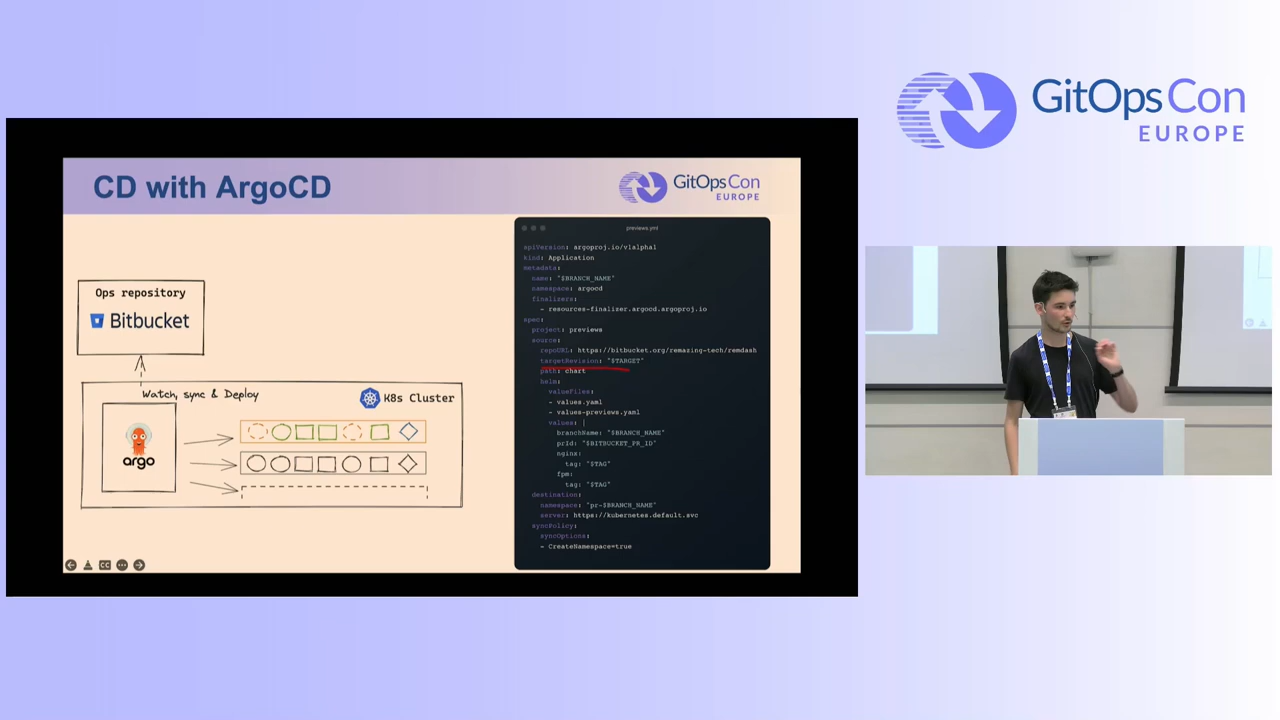 GitOpsCon
EUROPE
CD with ArgoCD
GitOpsCon
EUROPE
Ops repository
Bitbucket
Watch, sync & Deploy
K8s Cluster
argo
previews.yml
apiVersion: argoproj.io/v1alpha1
kind: Application
metadata:
name: "$BRANCH_NAME"
namespace: argocd
finalizers:
- resources-finalizer.argocd.argoproj.io
spec:
project: previews
source:
repoURL: https://bitbucket.org/remazing-tech/remdash
targetRevision: "$TARGET"
path: chart
helm:
valueFiles:
- values.yaml
- values-previews.yaml
values: |
branchName: "$BRANCH_NAME"
prId: "$BITBUCKET_PR_ID"
nginx:
tag: "$TAG"
fpm:
tag: "$TAG"
destination:
namespace: "pr-$BRANCH_NAME"
server: https://kubernetes.default.svc
syncPolicy:
syncOptions:
- CreateNamespace=true
CC